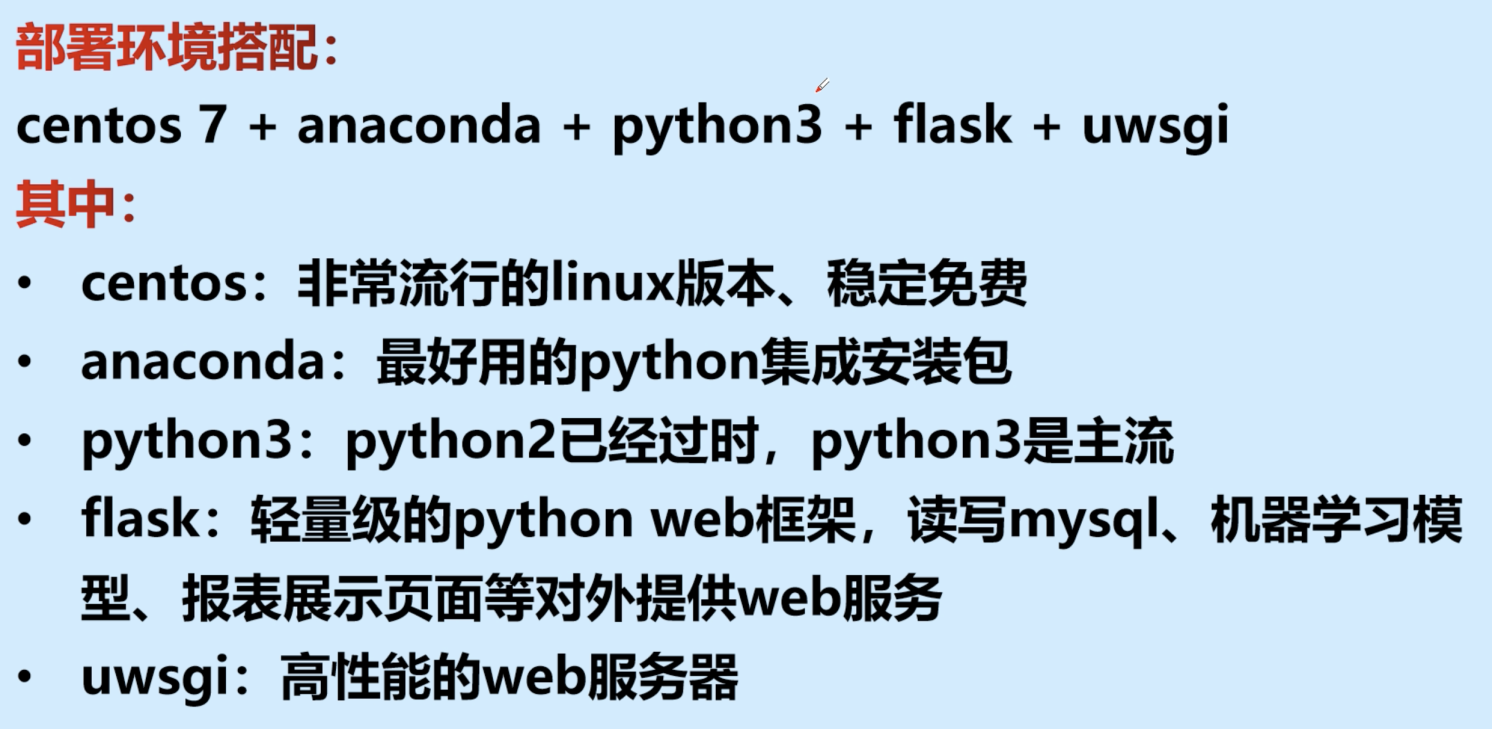 部署环境搭配：
centos 7 + anaconda + python3 + flask + uwsgi
其中：
• centos：非常流行的linux版本、稳定免费
• anaconda：最好用的python集成安装包
• python3：python2已经过时，python3是主流
• flask：轻量级的python web框架，读写mysql、机器学习模
型、报表展示页面等对外提供web服务
• uwsgi：高性能的web服务器